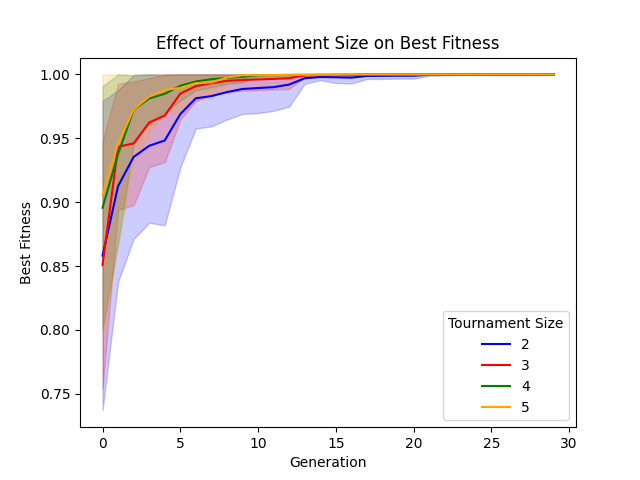 Effect of Tournament Size on Best Fitness
1.00
0.95
0.90
0.85
0.80
0.75
Best Fitness
Tournament Size
2
3
4
5
0 5 10 15 20 25 30
Generation